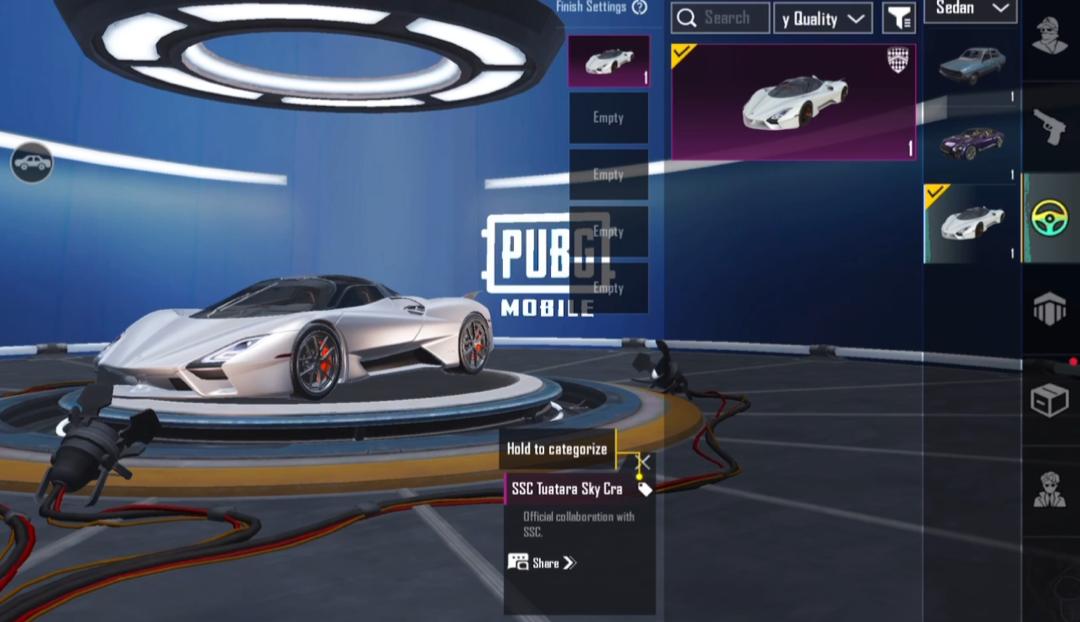 Finish Settings ?
Search
y Quality
Sedan
1
1
1
1
1
Empty
Empty
Empty
Empty
PUBG
MOBILE
Hold to categorize
SSC Tuatara Sky Cra
Official collaboration with
SSC.
Share